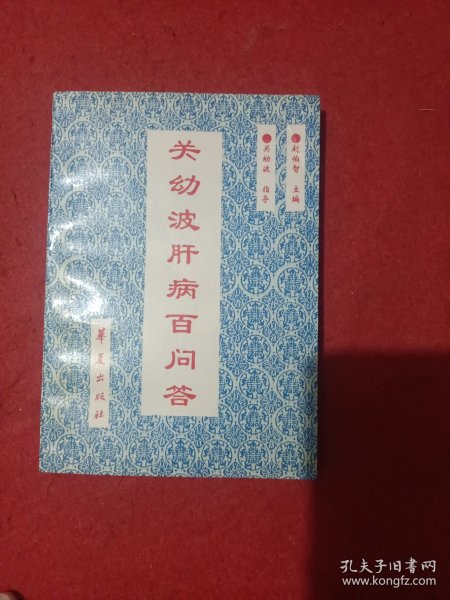 赵伯智 主编
关幼波 指导
关幼波肝病百问答
华夏出版社
孔夫子旧书网
www.kongfz.com